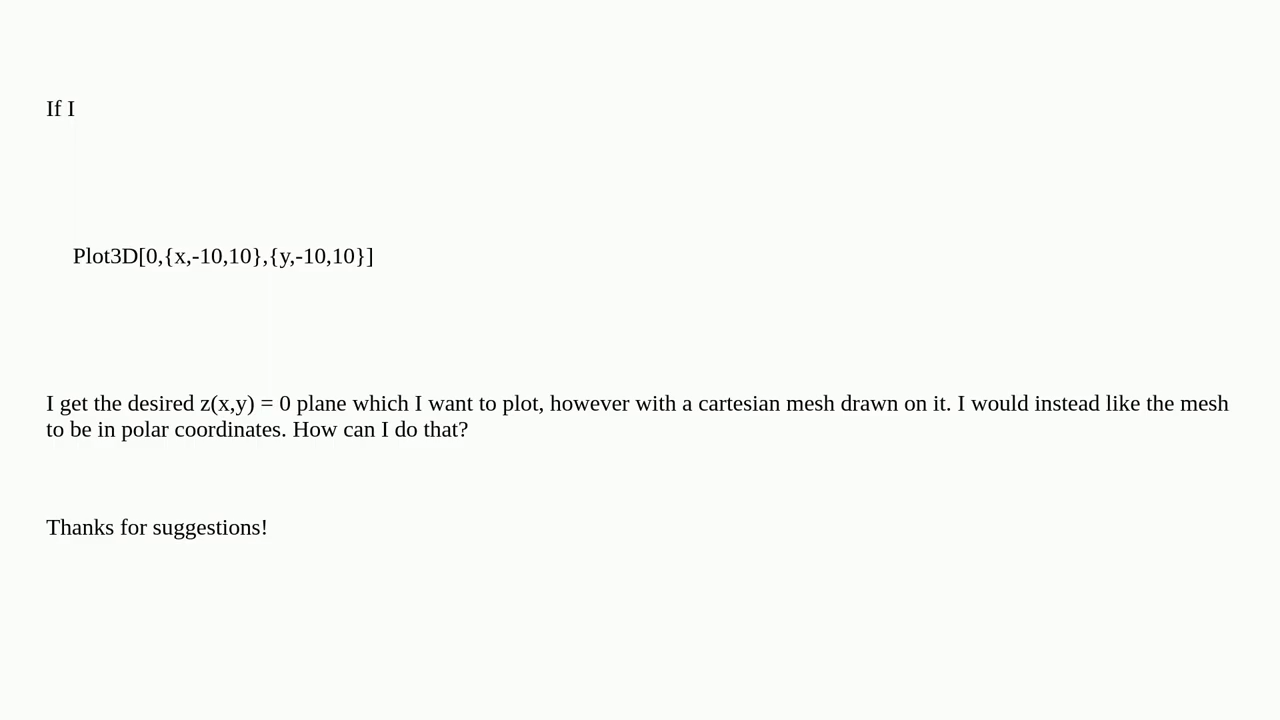 If I
Plot3D[0,{x,-10,10},{y,-10,10}]
I get the desired z(x,y) = 0 plane which I want to plot, however with a cartesian mesh drawn on it. I would instead like the mesh
to be in polar coordinates. How can I do that?
Thanks for suggestions!